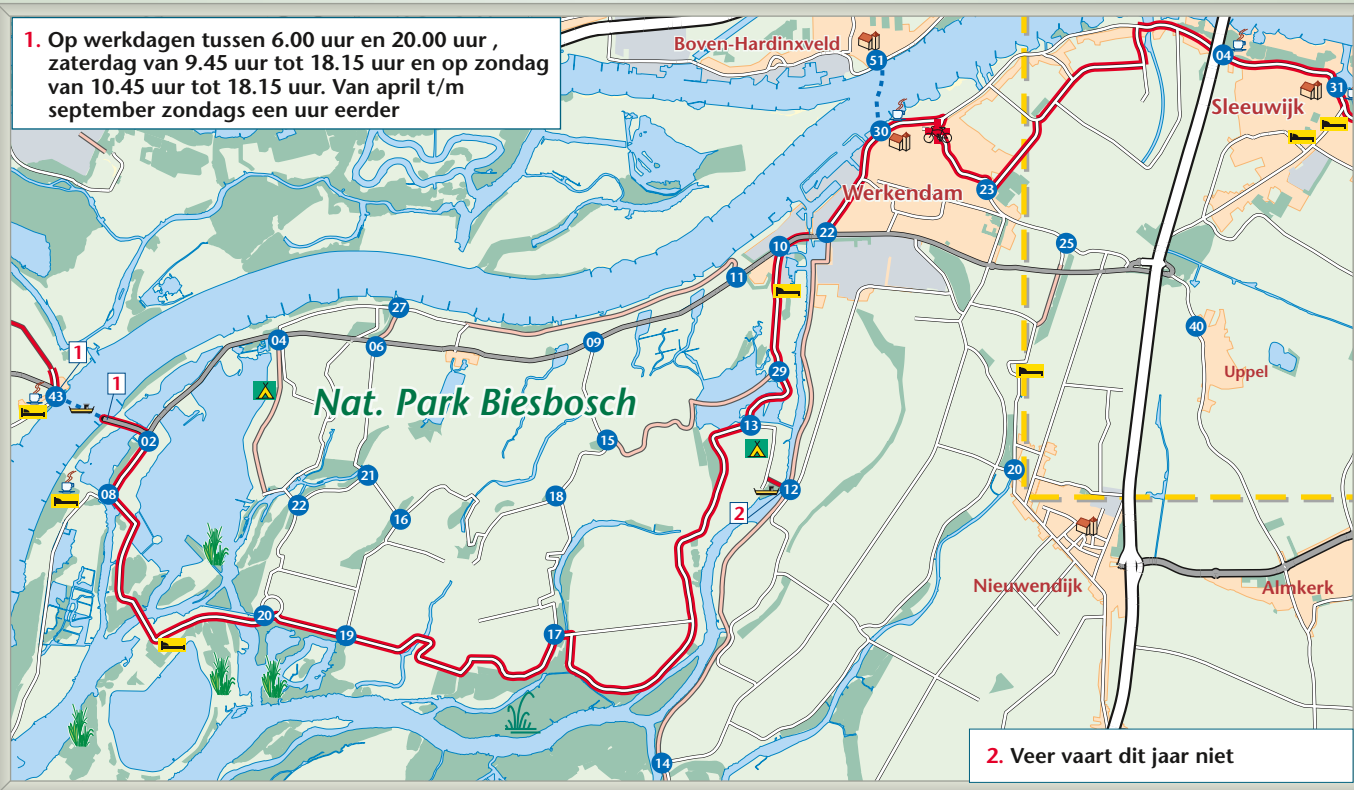 1. Op werkdagen tussen 6.00 uur en 20.00 uur ,
zaterdag van 9.45 uur tot 18.15 uur en op zondag
van 10.45 uur tot 18.15 uur. Van april t/m
september zondags een uur eerder
Boven-Hardinxveld
51
04
31
Sleeuwijk
30
23
Werkendam
22
10
25
11
27
04
06
09
40
1
1
43
Uppel
29
Nat. Park Biesbosch
13
02
15
20
21
08
18
12
22
16
2
Nieuwendijk
Almkerk
20
19
17
14
2. Veer vaart dit jaar niet